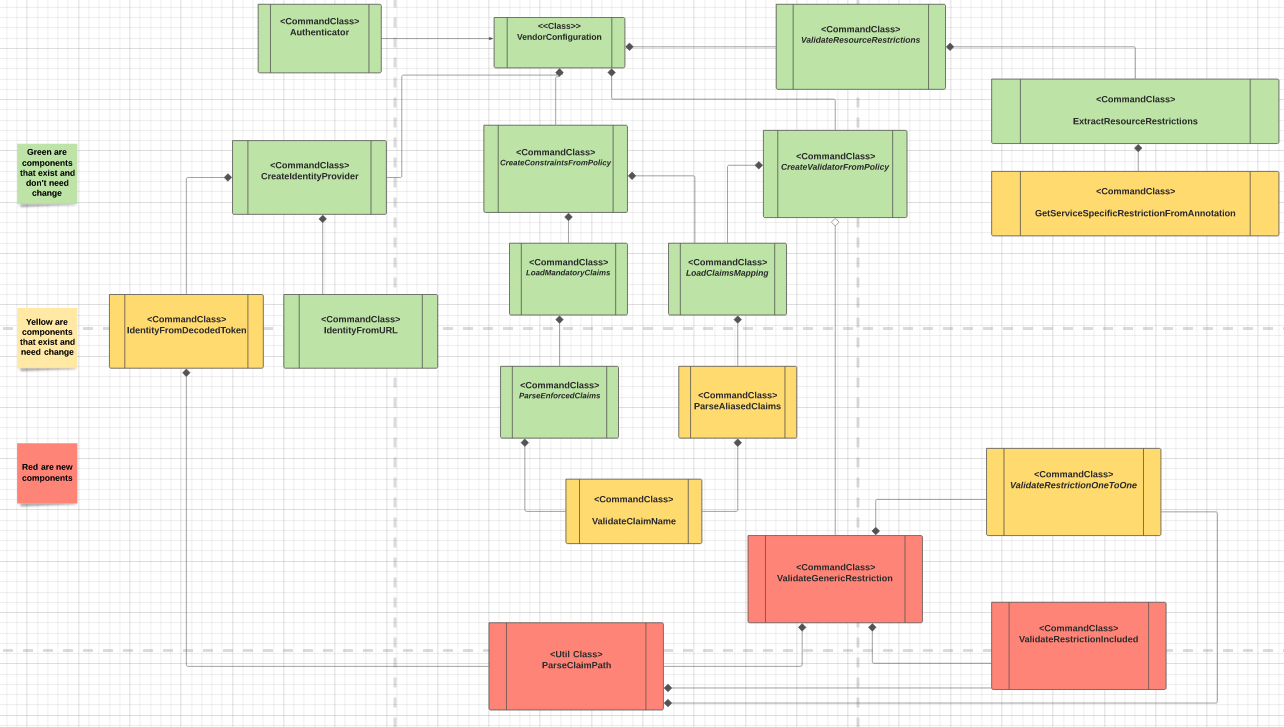 <CommandClass>
Authenticator
<<Class>>
VendorConfiguration
<CommandClass>
ValidateResourceRestrictions
<CommandClass>
ExtractResourceRestrictions
Green are
components
that exist and
don't need
change
<CommandClass>
CreateIdentityProvider
<CommandClass>
CreateConstraintsFromPolicy
<CommandClass>
CreateValidatorFromPolicy
<CommandClass>
GetServiceSpecificRestrictionFromAnnotation
<CommandClass>
LoadMandatoryClaims
<CommandClass>
LoadClaimsMapping
Yellow are
components
that exist and
need change
<CommandClass>
IdentityFromDecodedToken
<CommandClass>
IdentityFromURL
<CommandClass>
ParseEnforcedClaims
<CommandClass>
ParseAliasedClaims
Red are new
components
<CommandClass>
ValidateClaimName
<CommandClass>
ValidateRestrictionOneToOne
<CommandClass>
ValidateGenericRestriction
<Util Class>
ParseClaimPath
<CommandClass>
ValidateRestrictionIncluded